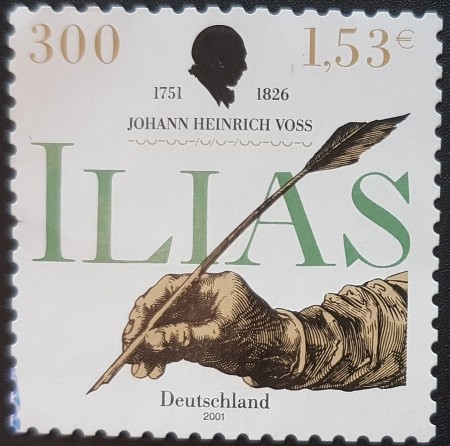 300 1,53€
1751 1826
JOHANN HEINRICH VOSS
ILIAS
Deutschland
2001